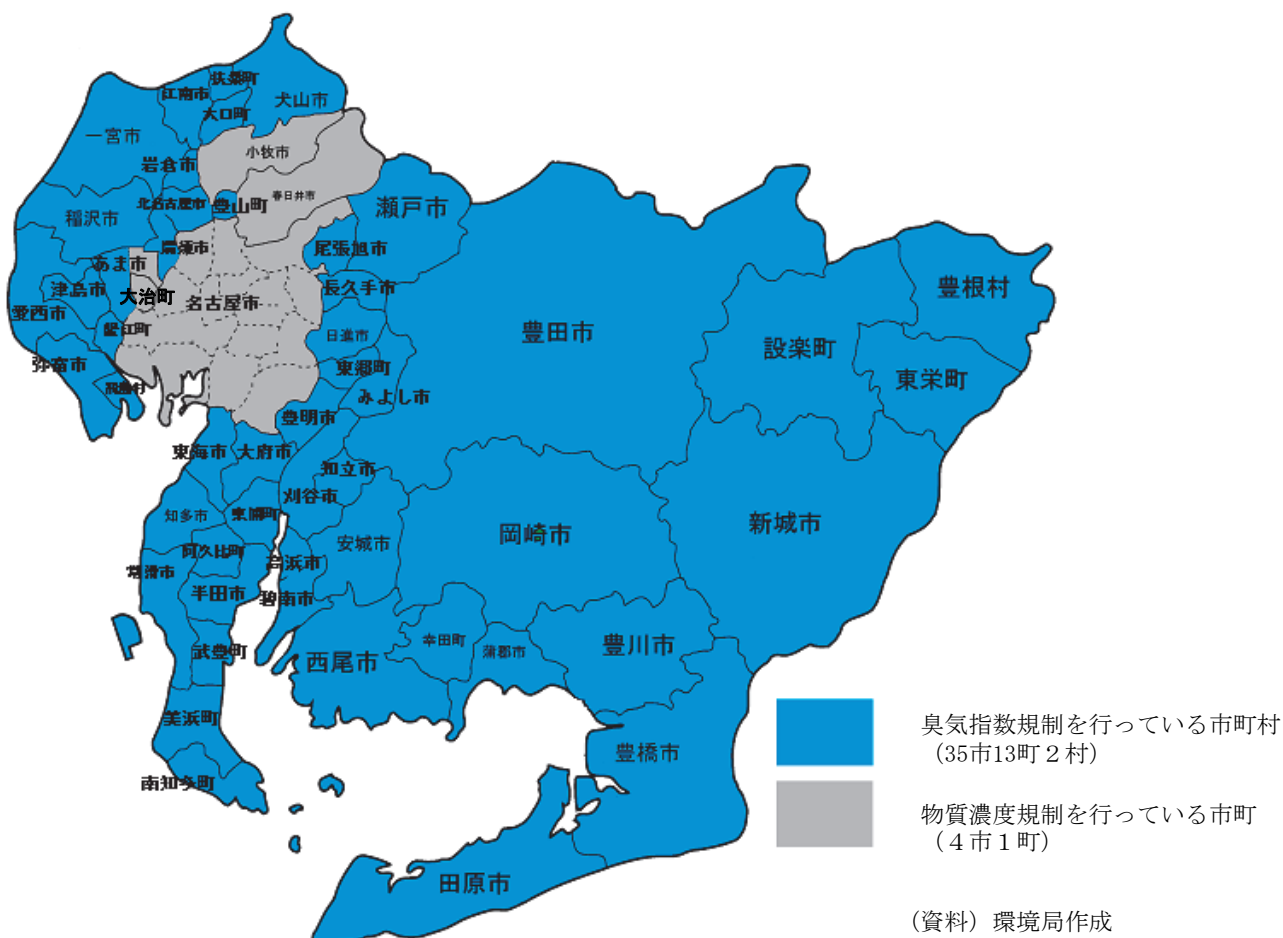 扶桑町
江南市
犬山市
大口町
一宮市
小牧市
岩倉市
春日井市
北名古屋市
豊山町
瀬戸市
稲沢市
清須市
尾張旭市
あま市
津島市
大治町
名古屋市
長久手市
豊根村
愛西市
蟹江町
日進市
豊田市
設楽町
弥富市
東郷町
東栄町
飛島村
みよし市
豊明市
東海市
大府市
知立市
刈谷市
知多市
東浦町
岡崎市
新城市
安城市
阿久比町
高浜市
常滑市
半田市
碧南市
幸田町
豊川市
武豊町
西尾市
蒲郡市
美浜町
豊橋市
南知多町
田原市
臭気指数規制を行っている市町村
（35市13町２村）
物質濃度規制を行っている市町
（４市１町）
（資料）環境局作成